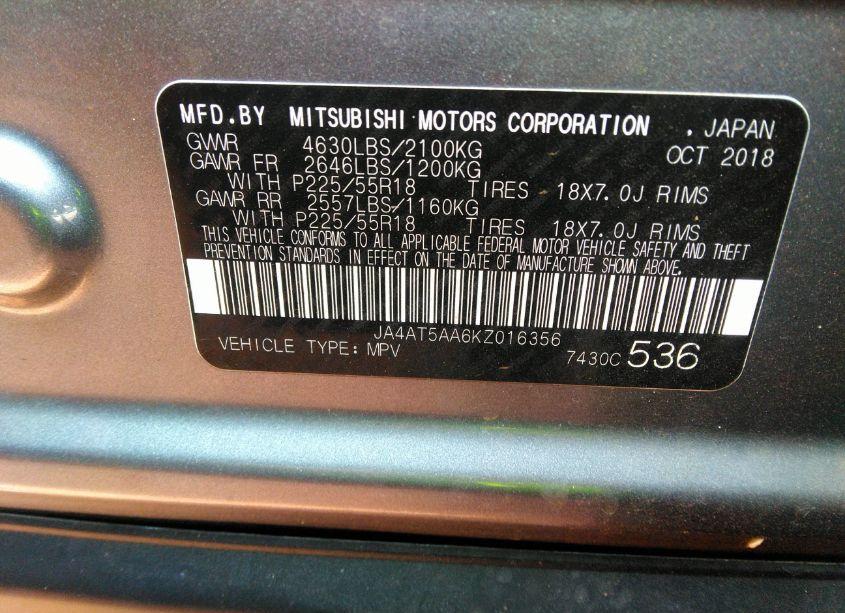 MFD.BY MITSUBISHI MOTORS CORPORATION . JAPAN
GVWR 4630LBS/2100KG OCT 2018
GAWR FR 2646LBS/1200KG
WITH P225/55R18 TIRES 18X7.0J RIMS
GAWR RR 2557LBS/1160KG
WITH P225/55R18 TIRES 18X7.0J RIMS
THIS VEHICLE CONFORMS TO ALL APPLICABLE FEDERAL MOTOR VEHICLE SAFETY AND THEFT
PREVENTION STANDARDS IN EFFECT ON THE DATE OF MANUFACTURE SHOWN ABOVE.
JA4AT5AA6KZ016356
VEHICLE TYPE: MPV 7430C 536